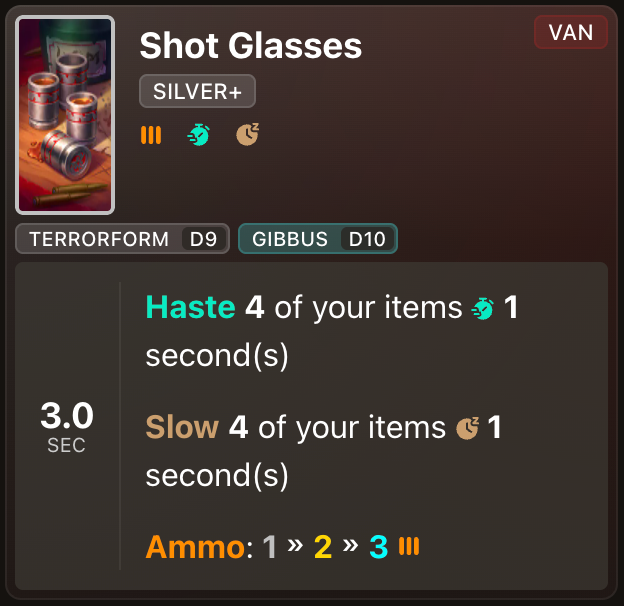 Shot Glasses
VAN
SILVER+
TERRORFORM D9 GIBBUS D10
3.0
SEC
Haste 4 of your items 1
second(s)
Slow 4 of your items 1
second(s)
Ammo: 1 » 2 » 3